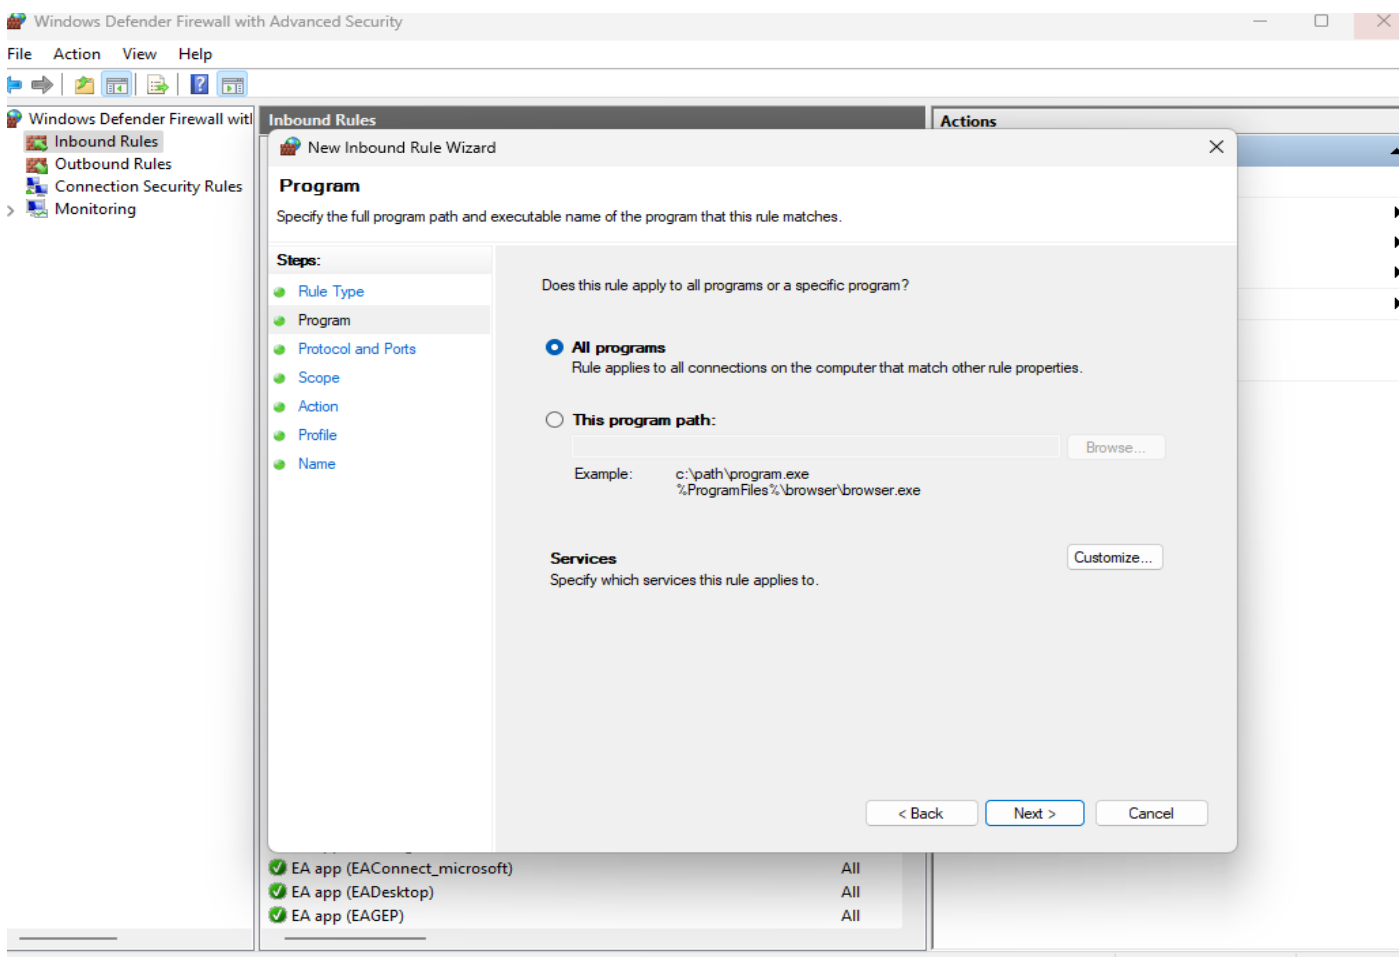 Windows Defender Firewall with Advanced Security
File Action View Help
Windows Defender Firewall with
Inbound Rules
Outbound Rules
Connection Security Rules
Monitoring
Inbound Rules
Actions
New Inbound Rule Wizard
Program
Specify the full program path and executable name of the program that this rule matches.
Steps:
Rule Type
Program
Protocol and Ports
Scope
Action
Profile
Name
Does this rule apply to all programs or a specific program?
All programs
Rule applies to all connections on the computer that match other rule properties.
This program path:
Browse...
Example: c:\path\program.exe
%ProgramFiles%\browser\browser.exe
Services
Customize...
Specify which services this rule applies to.
< Back Next > Cancel
EA app (EAConnect_microsoft) All
EA app (EADesktop) All
EA app (EAGEP) All